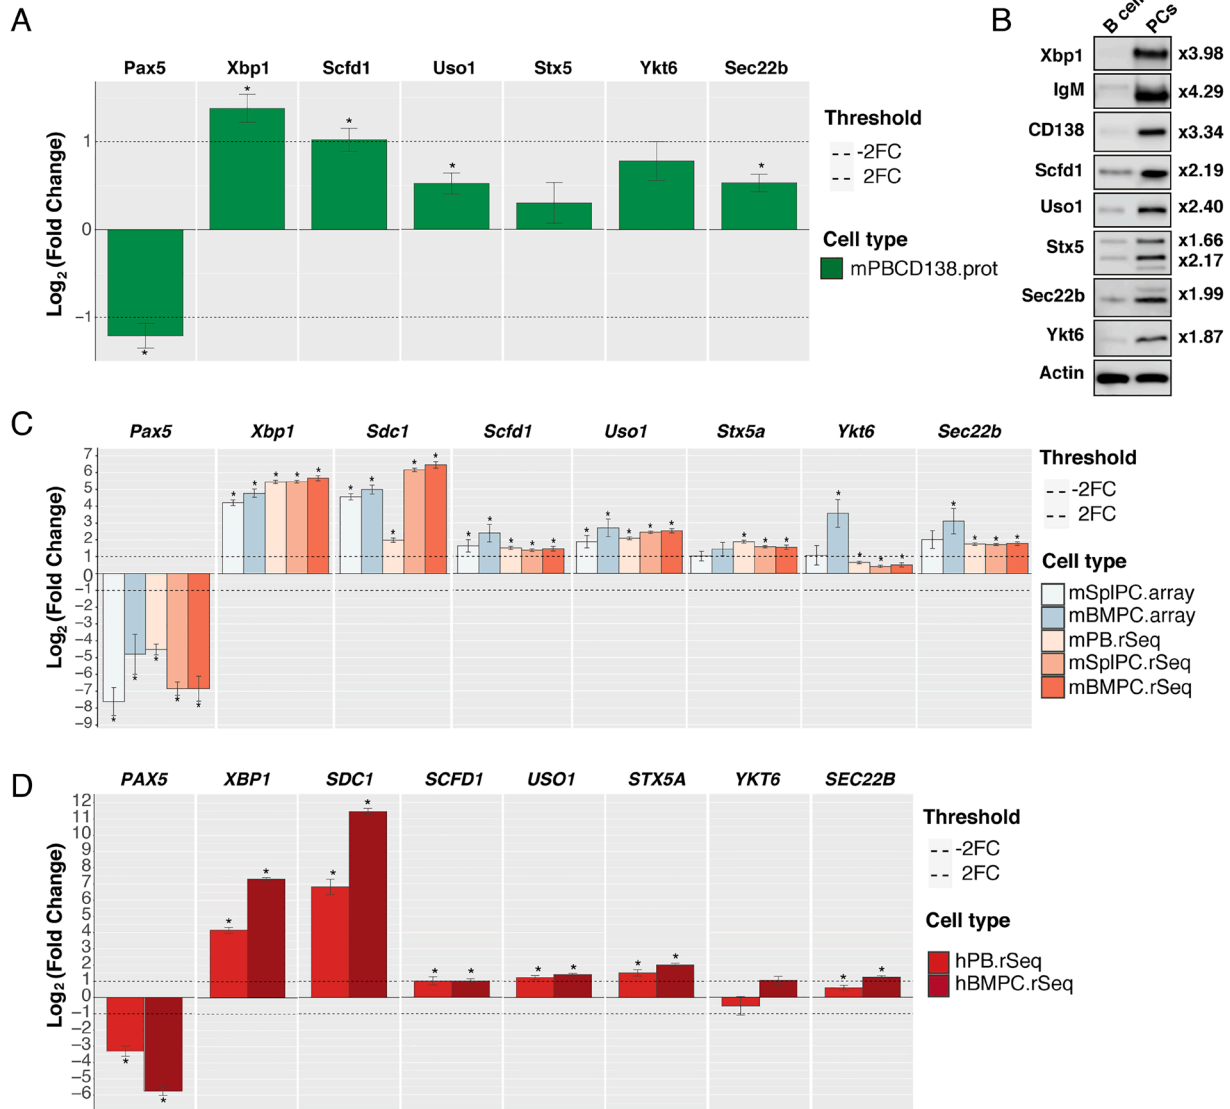 A
Pax5 Xbp1 Scfd1 Uso1 Stx5 Ykt6 Sec22b
Log2 (Fold Change)
1
0
−1
* * * * *
Threshold
-2FC
2FC
Cell type
mPBCD138.prot
B
B cel PCs
Xbp1 x3.98
IgM x4.29
CD138 x3.34
Scfd1 x2.19
Uso1 x2.40
Stx5 x1.66
x2.17
Sec22b x1.99
Ykt6 x1.87
Actin
C
Pax5 Xbp1 Sdc1 Scfd1 Uso1 Stx5a Ykt6 Sec22b
Log2 (Fold Change)
7
6
5
4
3
2
1
0
−1
−2
−3
−4
−5
−6
−7
−8
−9
Threshold
-2FC
2FC
Cell type
mSplPC.array
mBMPC.array
mPB.rSeq
mSplPC.rSeq
mBMPC.rSeq
D
PAX5 XBP1 SDC1 SCFD1 USO1 STX5A YKT6 SEC22B
Log2 (Fold Change)
12
11
10
9
8
7
6
5
4
3
2
1
0
−1
−2
−3
−4
−5
−6
Threshold
-2FC
2FC
Cell type
hPB.rSeq
hBMPC.rSeq